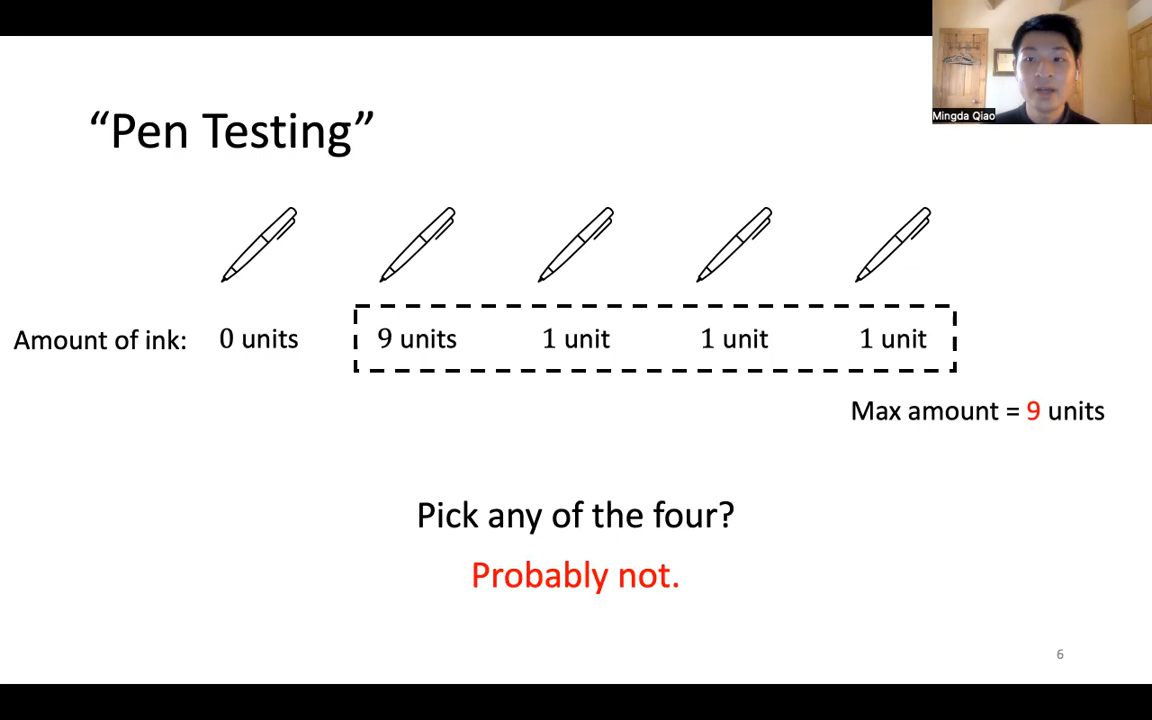 Mingda Qiao
“Pen Testing”
Amount of ink: 0 units 9 units 1 unit 1 unit 1 unit
Max amount = 9 units
Pick any of the four?
Probably not.
6